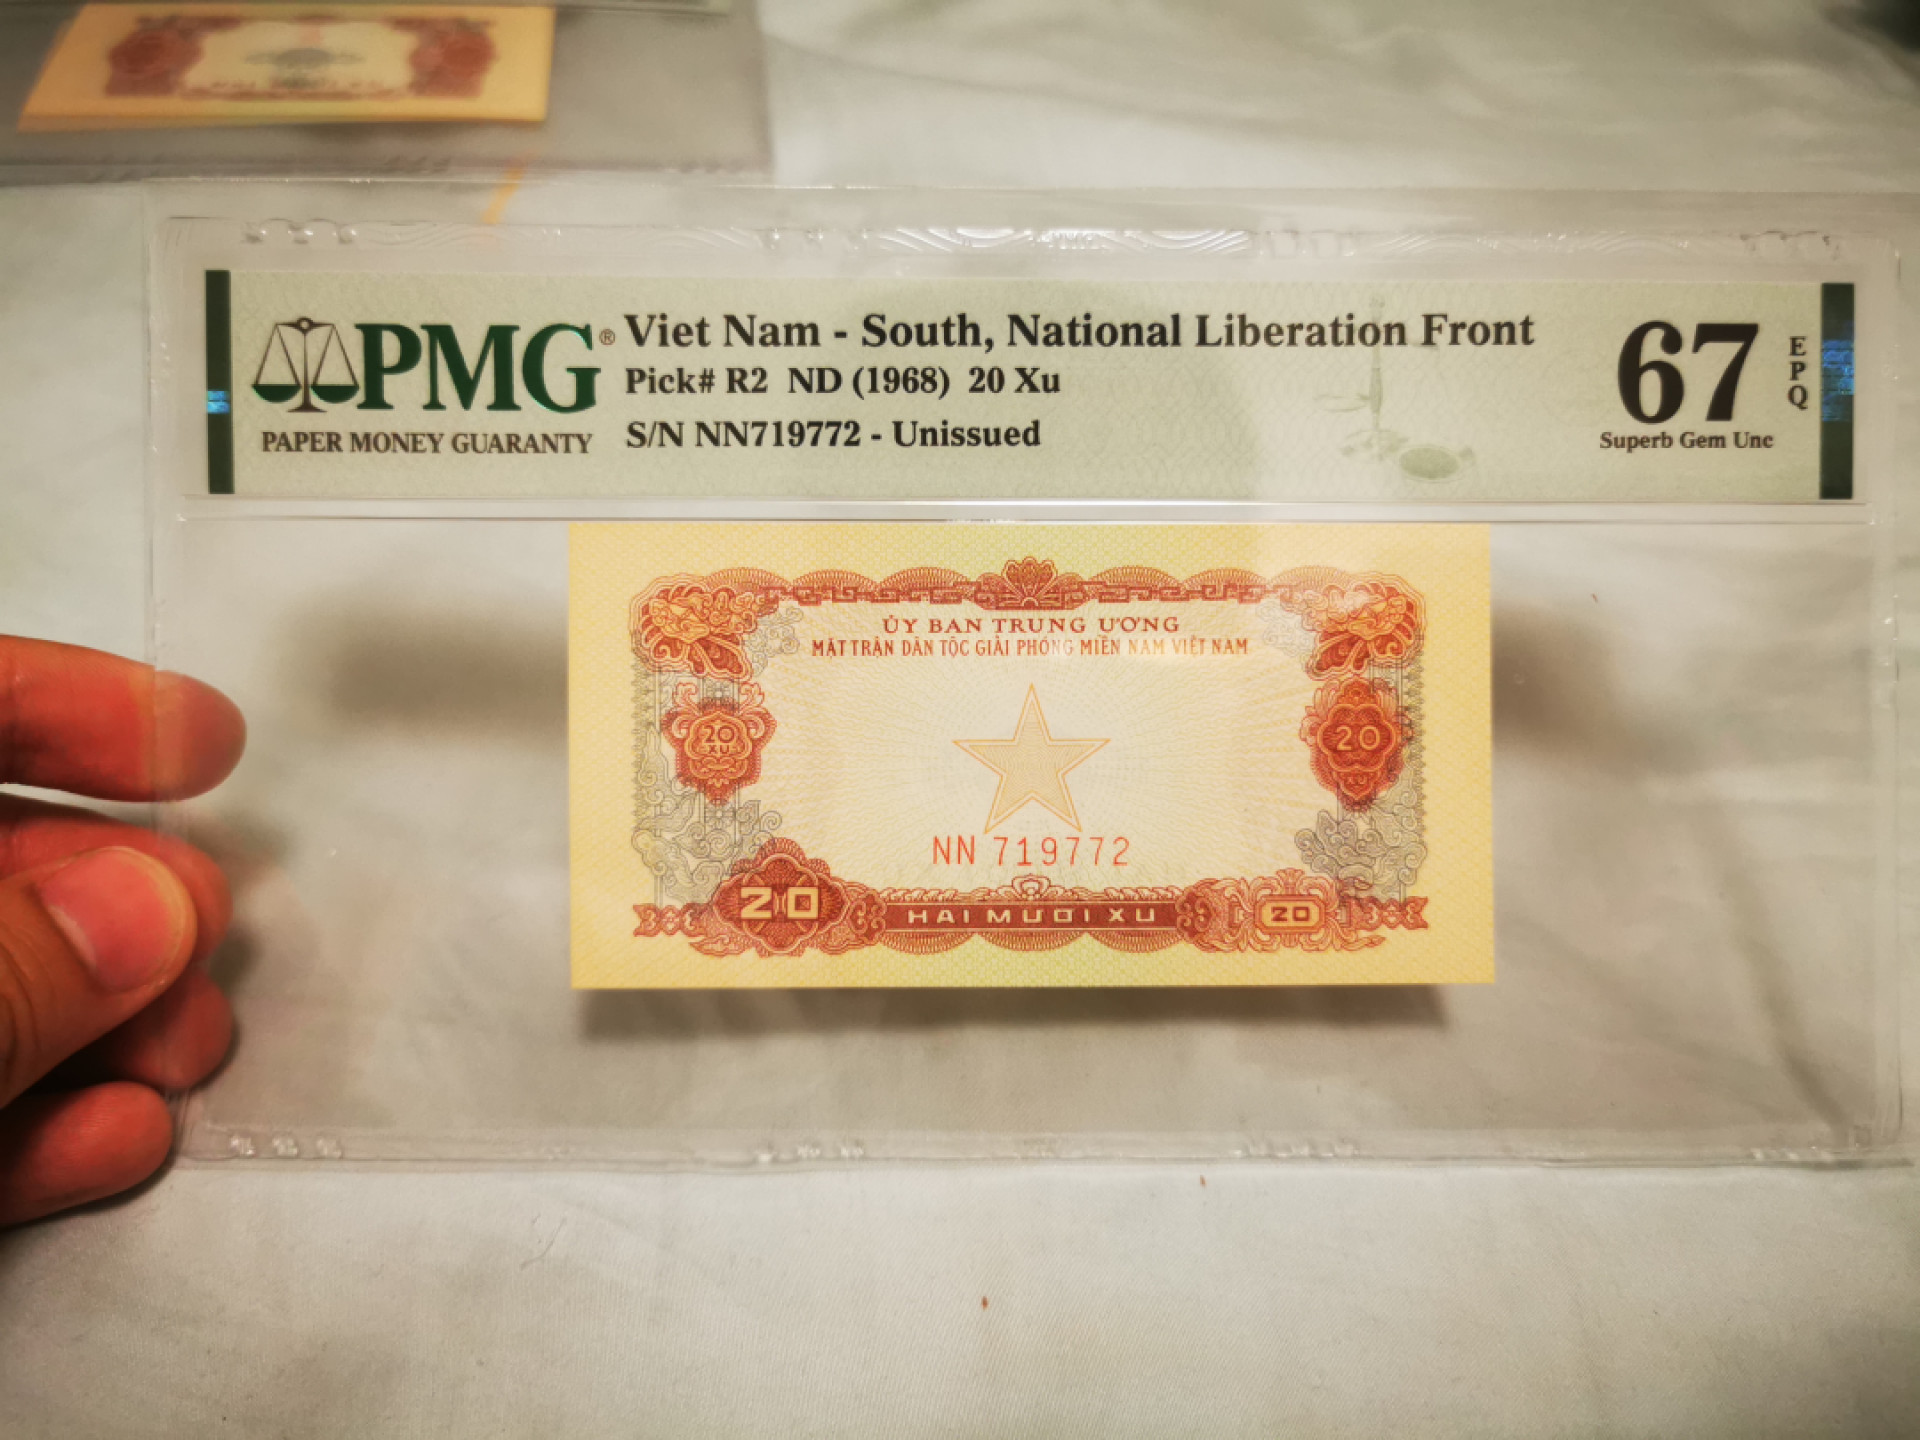 PMG®
PAPER MONEY GUARANTY
Viet Nam - South, National Liberation Front
Pick# R2 ND (1968) 20 Xu
S/N NN719772 - Unissued
67
EPQ
Superb Gem Unc
ỦY BAN TRUNG ƯƠNG
MẶT TRẬN DÂN TỘC GIẢI PHÓNG MIỀN NAM VIỆT NAM
20 XU
20 XU
NN 719772
20
HAI MƯƠI XU
20